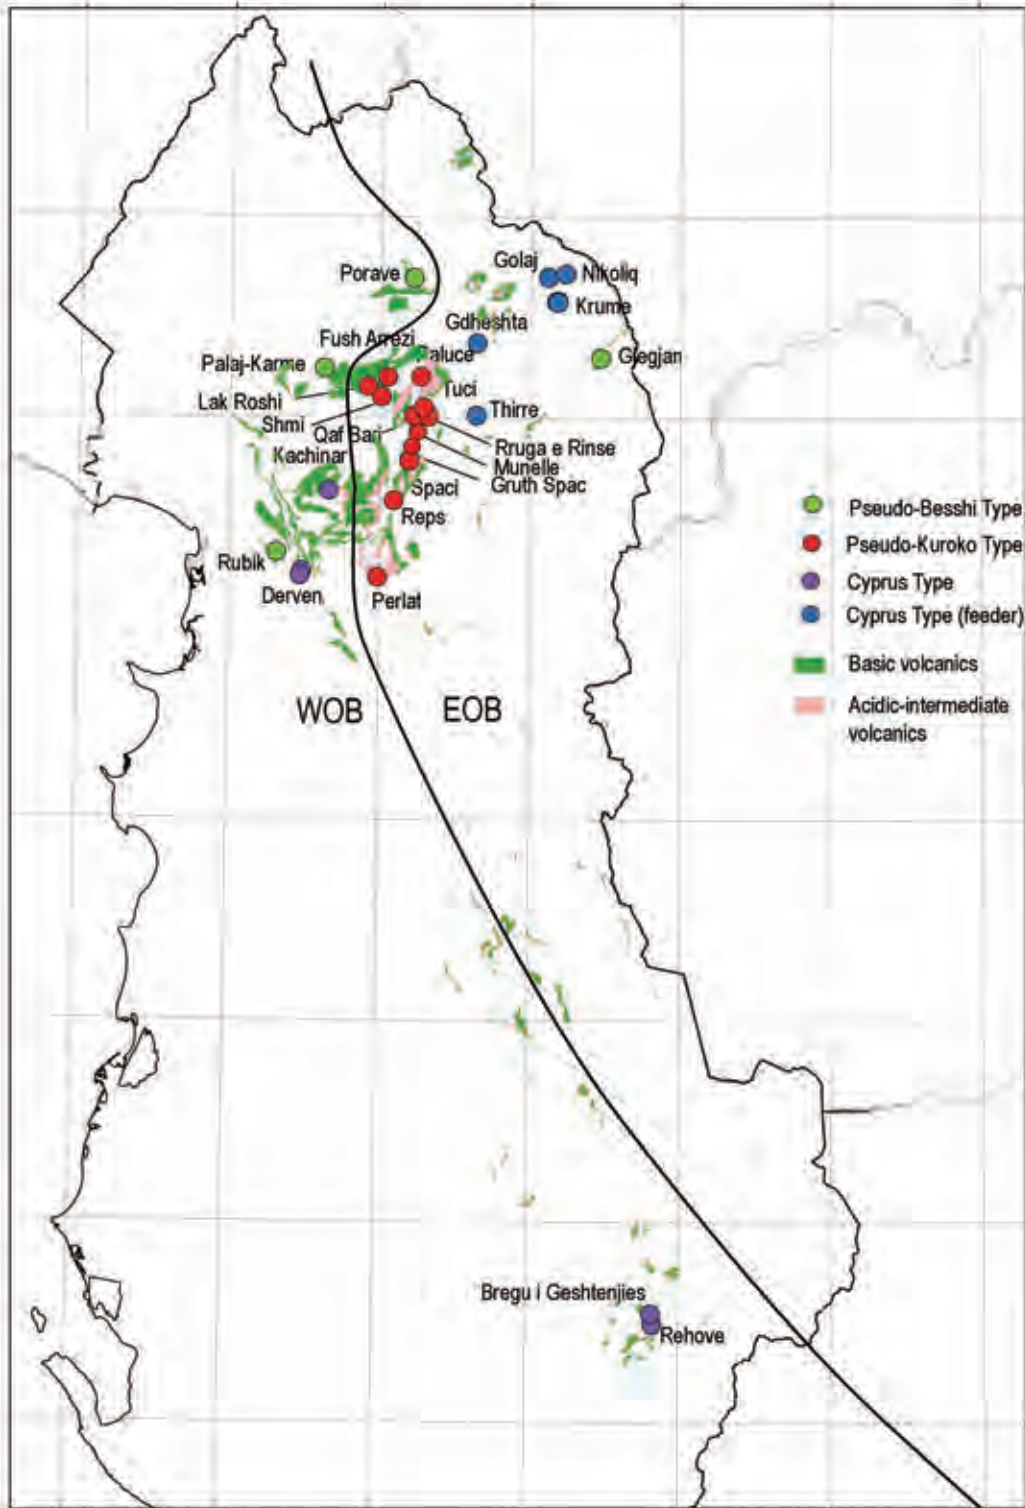 Golaj
Nikoliq
Porave
Krume
Gdheshta
Fush Arrezi
Palaj-Karme
Paluce
Glegjan
Lak Roshi
Tuci
Shmi
Thirre
Qaf Bari
Rruga e Rinse
Kachinar
Munelle
Gruth Spac
Spaci
Reps
Rubik
Derven
Perlat
WOB
EOB
Pseudo-Besshi Type
Pseudo-Kuroko Type
Cyprus Type
Cyprus Type (feeder)
Basic volcanics
Acidic-intermediate
volcanics
Bregu i Geshtenjies
Rehove